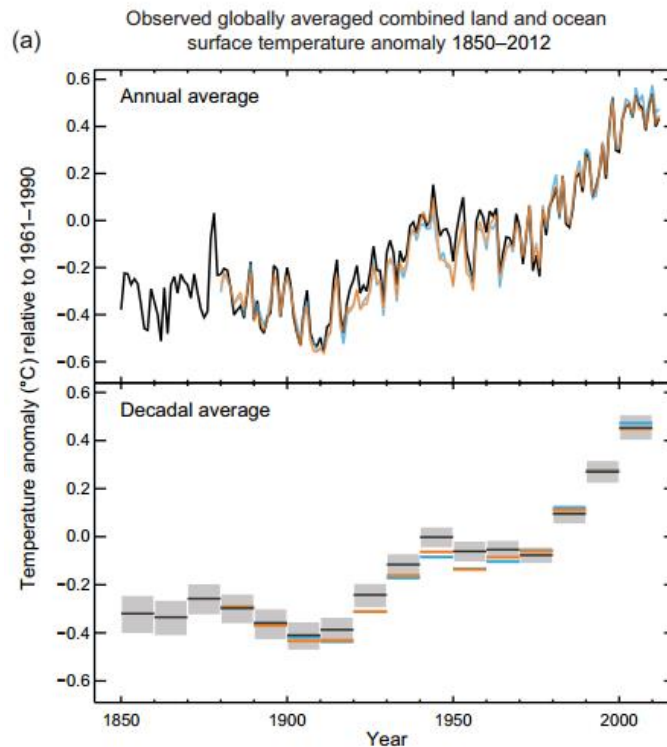 Observed globally averaged combined land and ocean
(a)
surface temperature anomaly 1850–2012
Temperature anomaly (°C) relative to 1961–1990
0.6
Annual average
0.4
0.2
0.0
−0.2
−0.4
−0.6
0.6
Decadal average
0.4
0.2
0.0
−0.2
−0.4
−0.6
1850
1900
1950
2000
Year